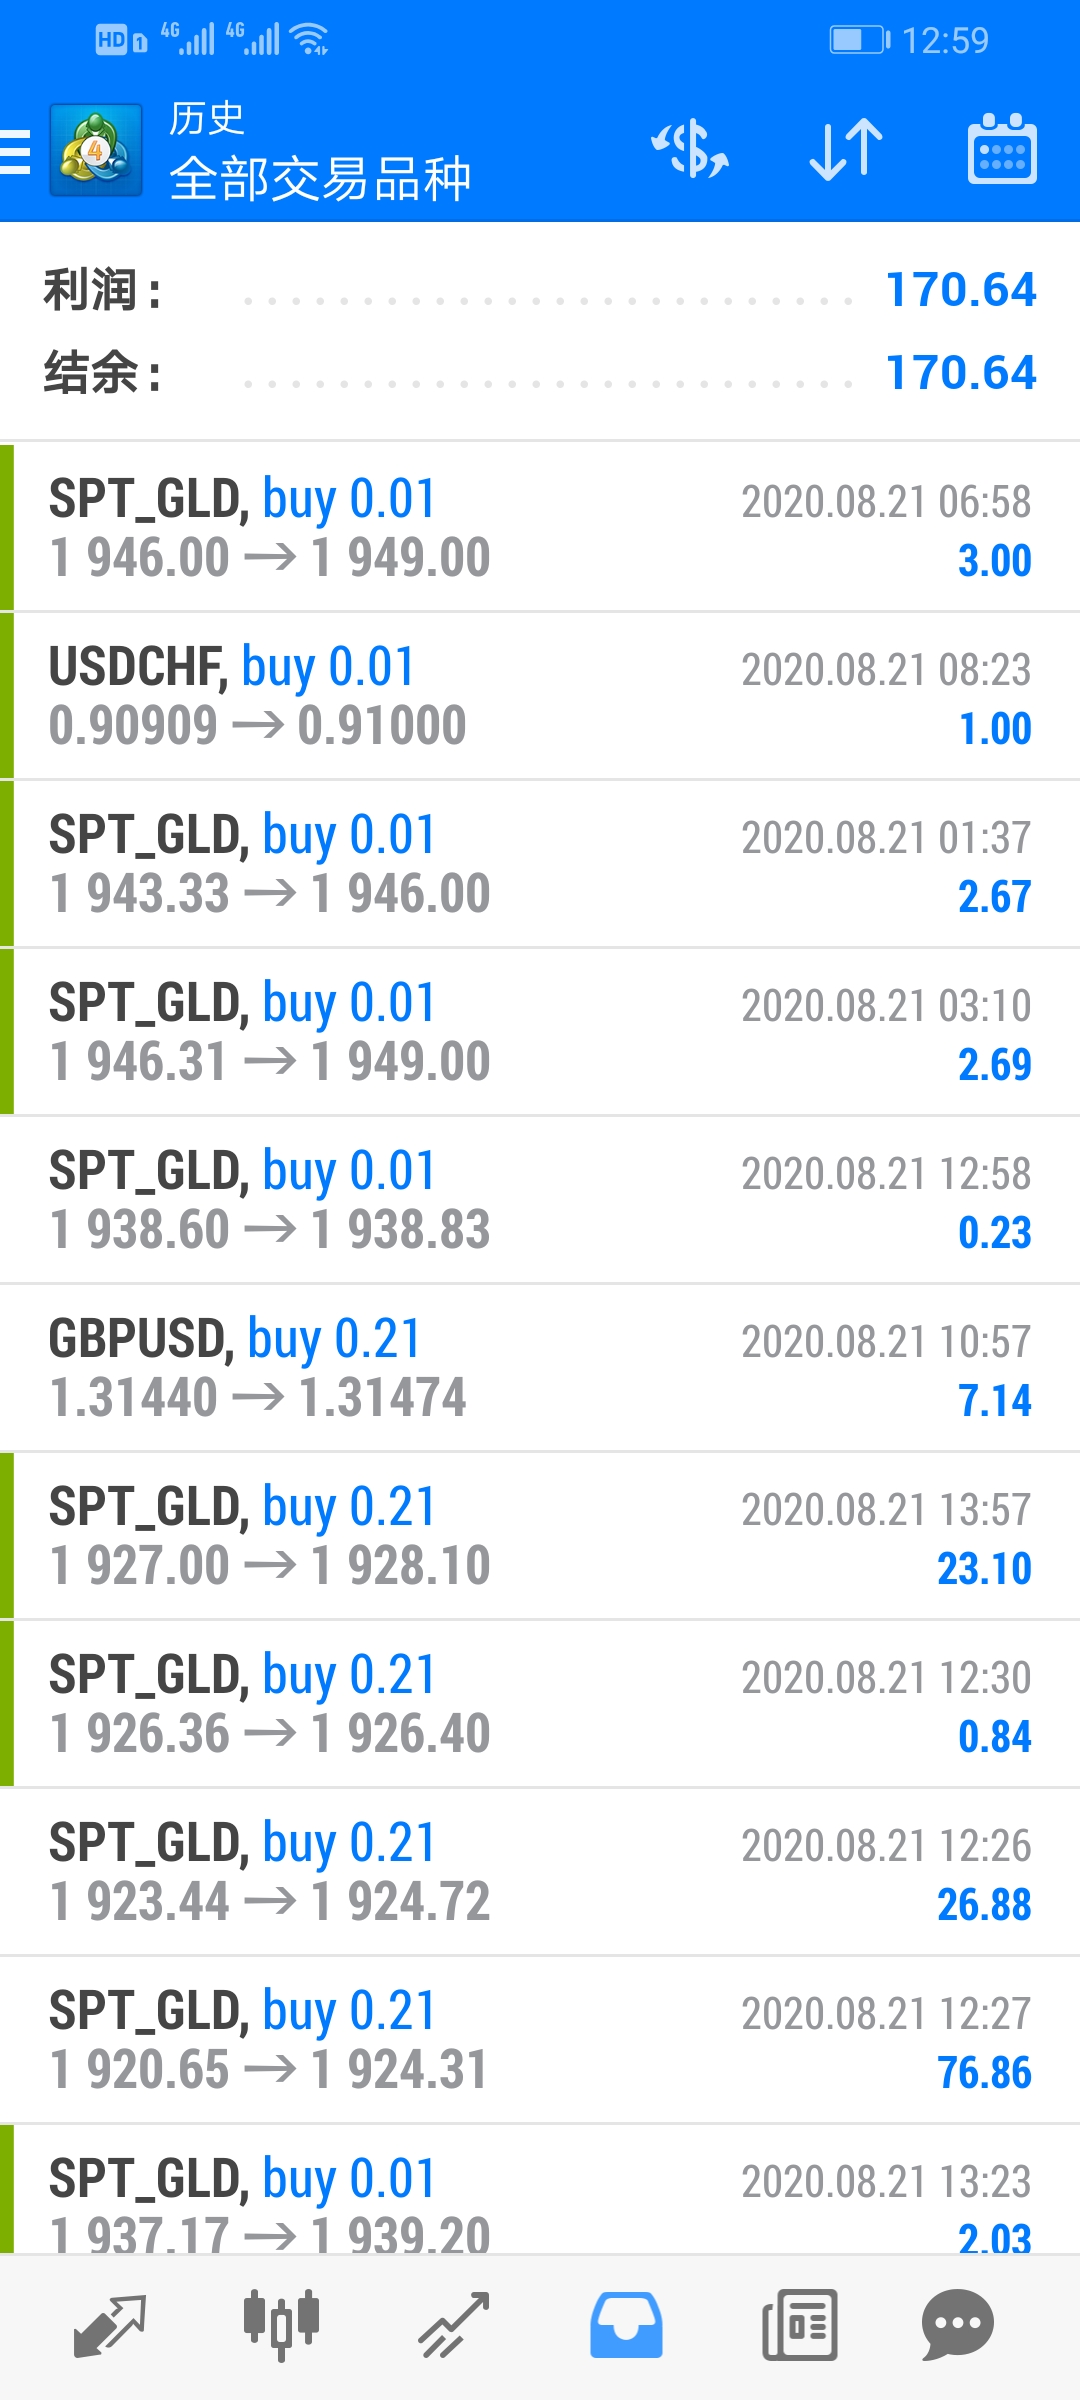 HD 1 4G 4G 12:59
历史
4
全部交易品种
利润: 170.64
结余: 170.64
SPT_GLD, buy 0.01 2020.08.21 06:58
1 946.00 → 1 949.00 3.00
USDCHF, buy 0.01 2020.08.21 08:23
0.90909 → 0.91000 1.00
SPT_GLD, buy 0.01 2020.08.21 01:37
1 943.33 → 1 946.00 2.67
SPT_GLD, buy 0.01 2020.08.21 03:10
1 946.31 → 1 949.00 2.69
SPT_GLD, buy 0.01 2020.08.21 12:58
1 938.60 → 1 938.83 0.23
GBPUSD, buy 0.21 2020.08.21 10:57
1.31440 → 1.31474 7.14
SPT_GLD, buy 0.21 2020.08.21 13:57
1 927.00 → 1 928.10 23.10
SPT_GLD, buy 0.21 2020.08.21 12:30
1 926.36 → 1 926.40 0.84
SPT_GLD, buy 0.21 2020.08.21 12:26
1 923.44 → 1 924.72 26.88
SPT_GLD, buy 0.21 2020.08.21 12:27
1 920.65 → 1 924.31 76.86
SPT_GLD, buy 0.01 2020.08.21 13:23
1 937.17 → 1 939.20 2.03